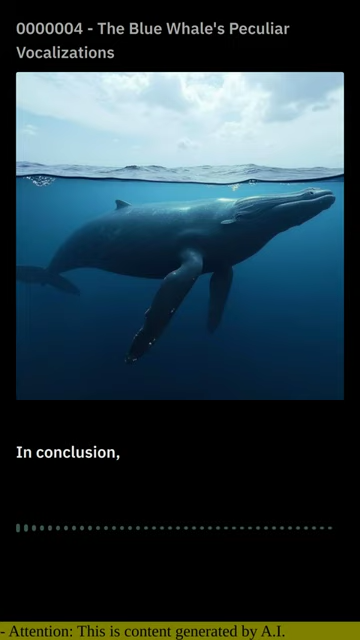 0000004 - The Blue Whale's Peculiar
Vocalizations
In conclusion,
- Attention: This is content generated by A.I.